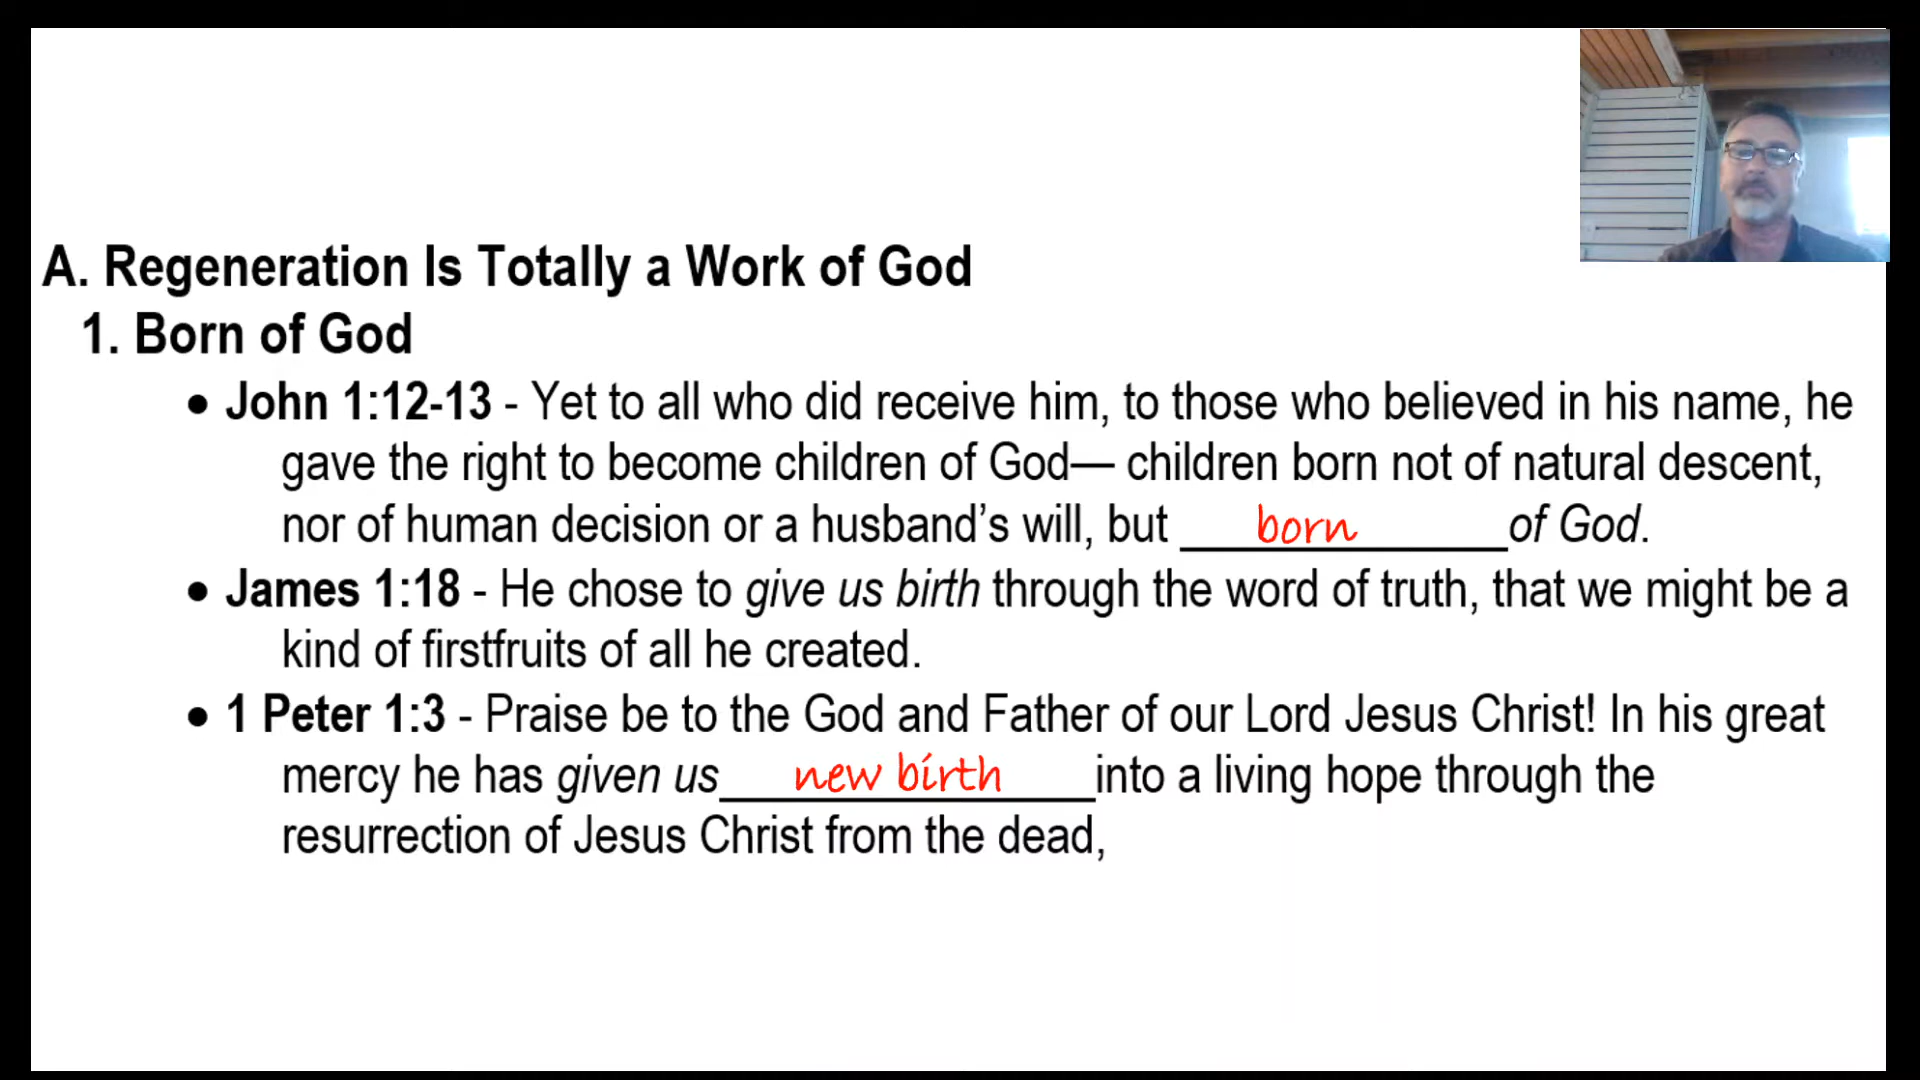 A. Regeneration Is Totally a Work of God
1. Born of God
● John 1:12-13 - Yet to all who did receive him, to those who believed in his name, he
gave the right to become children of God— children born not of natural descent,
nor of human decision or a husband’s will, but born of God.
● James 1:18 - He chose to give us birth through the word of truth, that we might be a
kind of firstfruits of all he created.
● 1 Peter 1:3 - Praise be to the God and Father of our Lord Jesus Christ! In his great
mercy he has given us new birth into a living hope through the
resurrection of Jesus Christ from the dead,